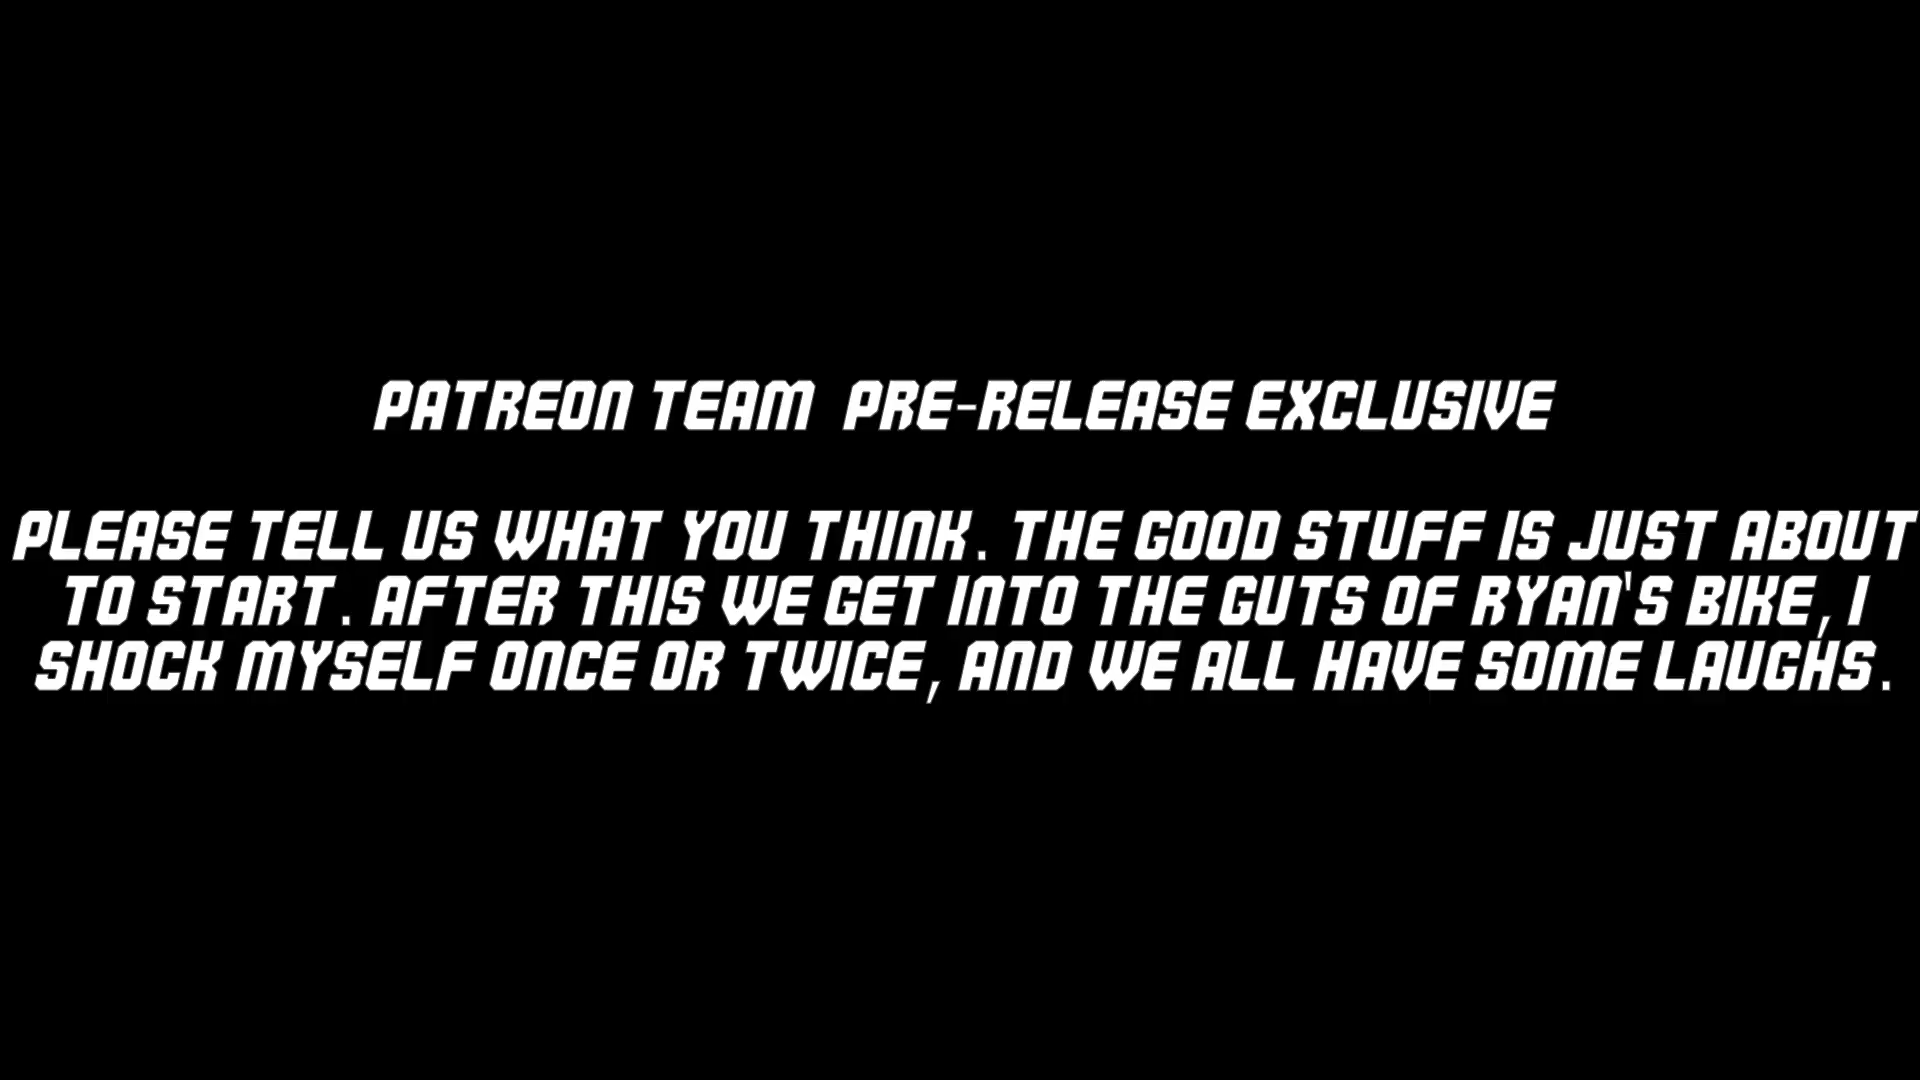 PATREON TEAM  PRE-RELEASE EXCLUSIVE
PLEASE TELL US WHAT YOU THINK. THE GOOD STUFF IS JUST ABOUT
TO START. AFTER THIS WE GET INTO THE GUTS OF RYAN'S BIKE, I
SHOCK MYSELF ONCE OR TWICE, AND WE ALL HAVE SOME LAUGHS.